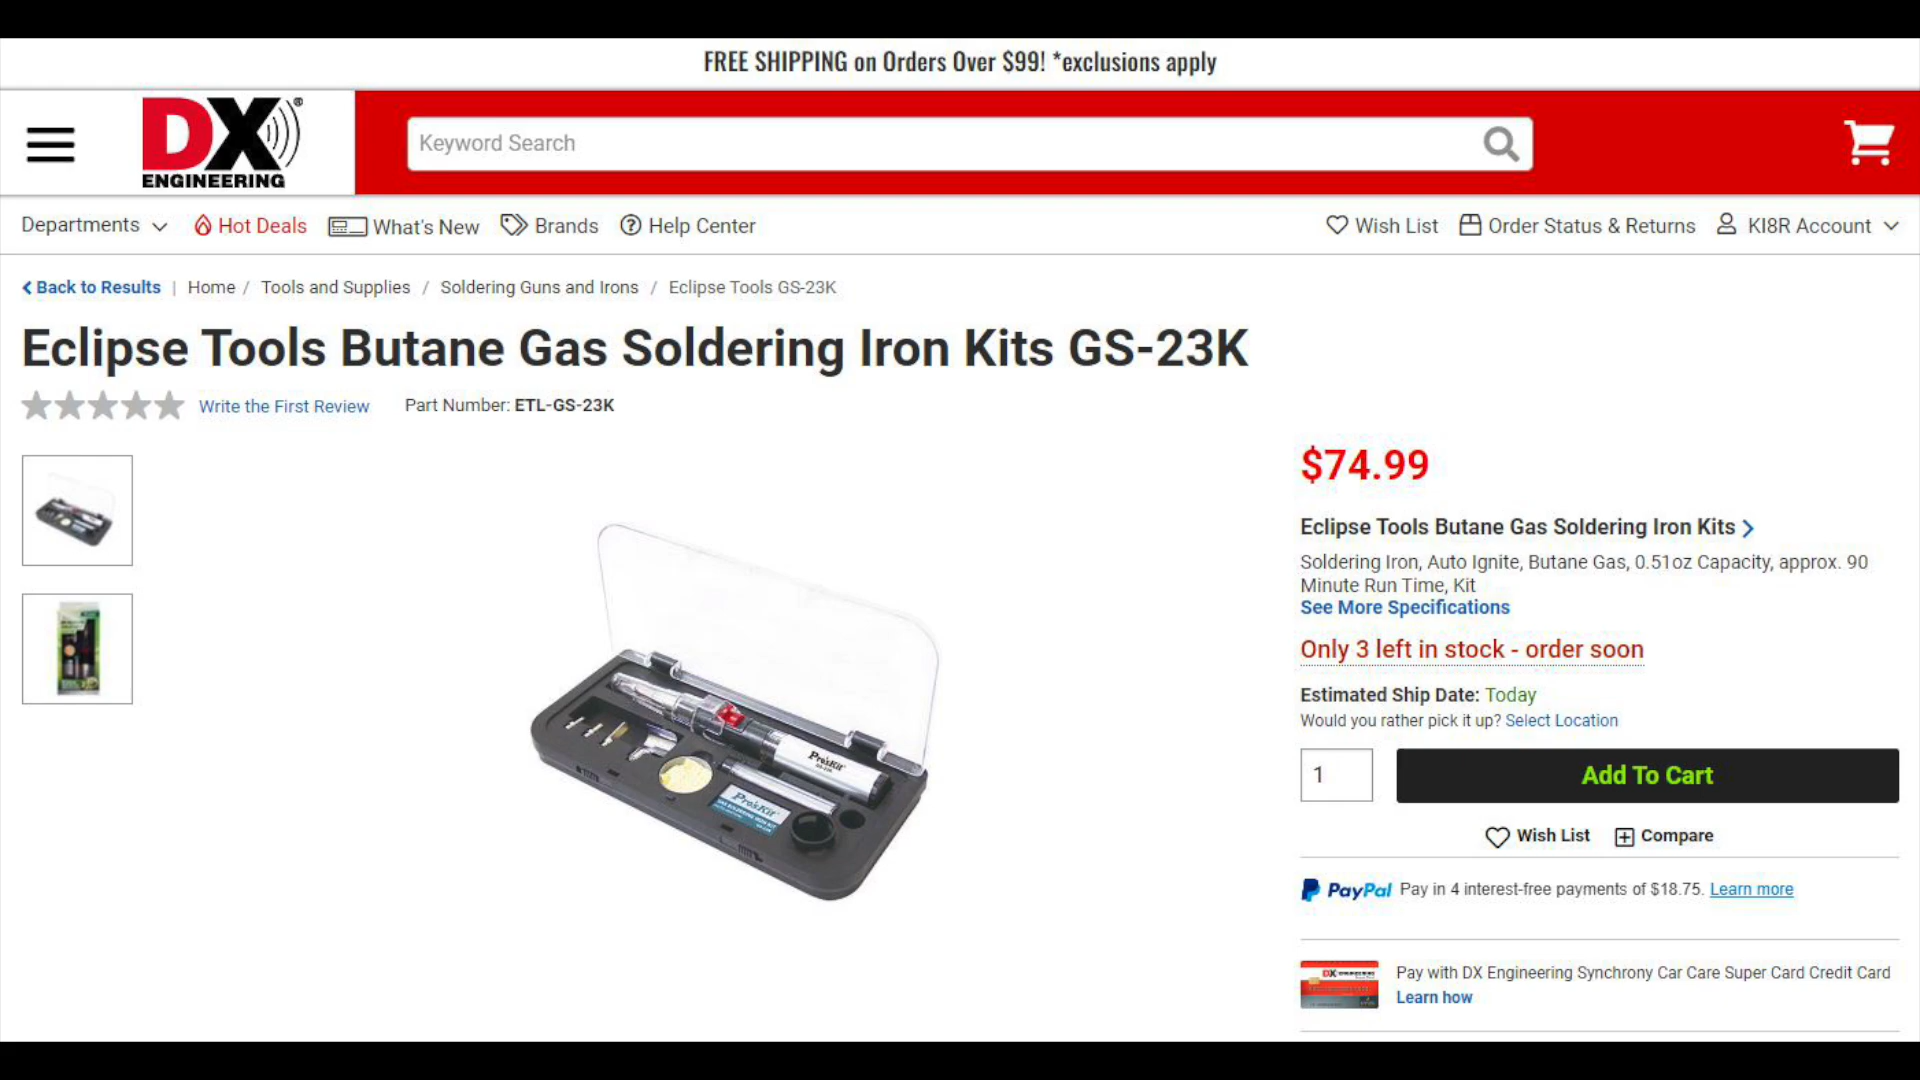 FREE SHIPPING on Orders Over $99! *exclusions apply
DX®
ENGINEERING
Keyword Search
Departments Hot Deals What's New Brands Help Center Wish List Order Status & Returns KI8R Account
Back to Results | Home / Tools and Supplies / Soldering Guns and Irons / Eclipse Tools GS-23K
Eclipse Tools Butane Gas Soldering Iron Kits GS-23K
Write the First Review Part Number: ETL-GS-23K
$74.99
Eclipse Tools Butane Gas Soldering Iron Kits
Soldering Iron, Auto Ignite, Butane Gas, 0.51oz Capacity, approx. 90
Minute Run Time, Kit
See More Specifications
Only 3 left in stock - order soon
Estimated Ship Date: Today
Would you rather pick it up? Select Location
1 Add To Cart
Wish List Compare
PayPal Pay in 4 interest-free payments of $18.75. Learn more
Pay with DX Engineering Synchrony Car Care Super Card Credit Card
Learn how
Pro'sKit
Pro'sKit
DX